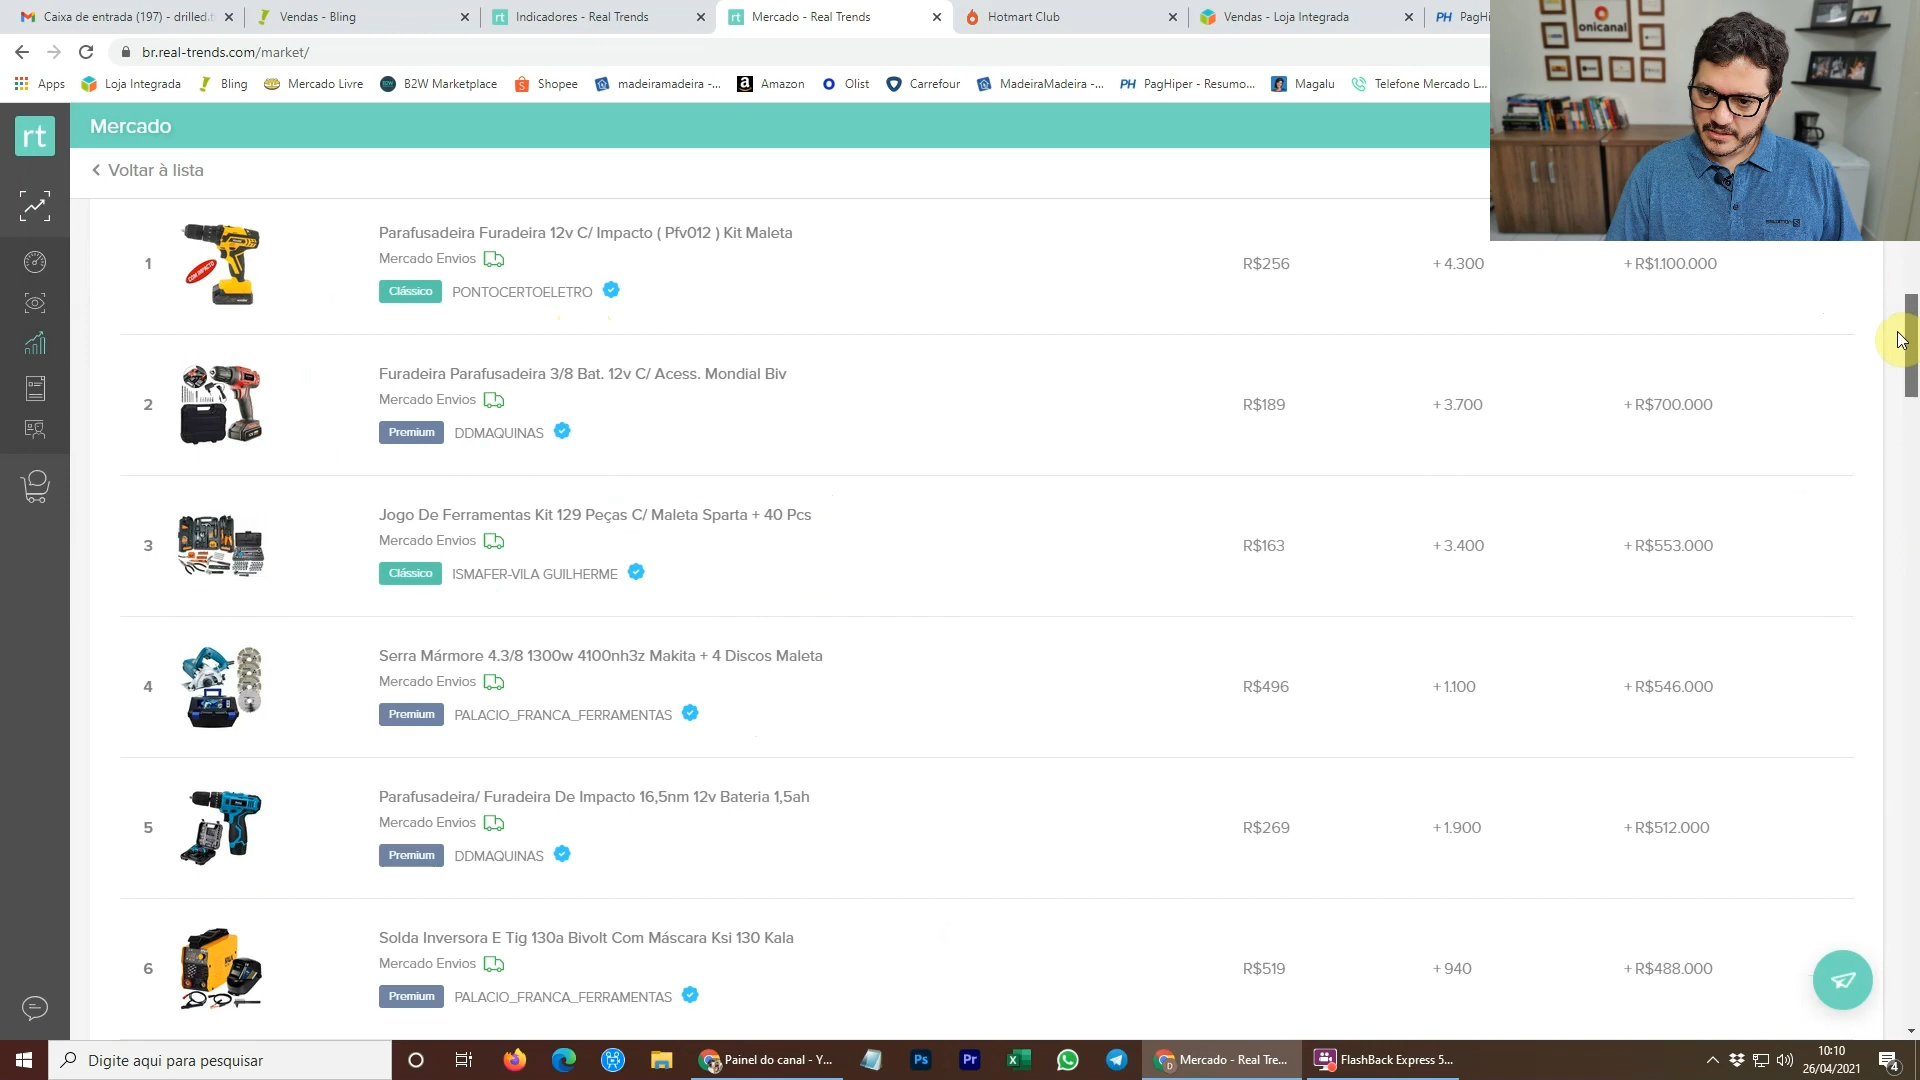 Caixa de entrada (197) - drilled.t
Vendas - Bling
Indicadores - Real Trends
Mercado - Real Trends
Hotmart Club
Vendas - Loja Integrada
PH PagHi
br.real-trends.com/market/
Apps
Loja Integrada
Bling
Mercado Livre
B2W Marketplace
Shopee
madeiramadeira -...
Amazon
Olist
Carrefour
MadeiraMadeira -...
PH PagHiper - Resumo...
Magalu
Telefone Mercado L...
onicanal
rt
Mercado
Voltar à lista
1
Parafusadeira Furadeira 12v C/ Impacto ( Pfv012 ) Kit Maleta
Mercado Envios
Clássico PONTOCERTOELETRO
R$256
+ 4.300
+ R$1.100.000
2
Furadeira Parafusadeira 3/8 Bat. 12v C/ Acess. Mondial Biv
Mercado Envios
Premium DDMAQUINAS
R$189
+ 3.700
+ R$700.000
3
Jogo De Ferramentas Kit 129 Peças C/ Maleta Sparta + 40 Pcs
Mercado Envios
Clássico ISMAFER-VILA GUILHERME
R$163
+ 3.400
+ R$553.000
4
Serra Mármore 4.3/8 1300w 4100nh3z Makita + 4 Discos Maleta
Mercado Envios
Premium PALACIO_FRANCA_FERRAMENTAS
R$496
+ 1.100
+ R$546.000
5
Parafusadeira/ Furadeira De Impacto 16,5nm 12v Bateria 1,5ah
Mercado Envios
Premium DDMAQUINAS
R$269
+ 1.900
+ R$512.000
6
Solda Inversora E Tig 130a Bivolt Com Máscara Ksi 130 Kala
Mercado Envios
Premium PALACIO_FRANCA_FERRAMENTAS
R$519
+ 940
+ R$488.000
Digite aqui para pesquisar
Painel do canal - Y...
Ps
Pr
Mercado - Real Tre...
FlashBack Express 5...
10:10
26/04/2021
4